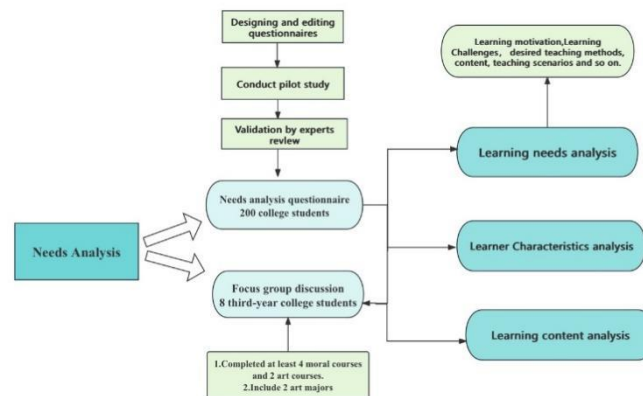 Designing and editing
questionnaires
Conduct pilot study
Validation by experts
review
Needs analysis questionnaire
200 college students
Needs Analysis
Focus group discussion
8 third-year college students
1.Completed at least 4 moral courses
and 2 art courses.
2.Include 2 art majors
Learning motivation,Learning
Challenges, desired teaching methods,
content, teaching scenarios and so on.
Learning needs analysis
Learner Characteristics analysis
Learning content analysis